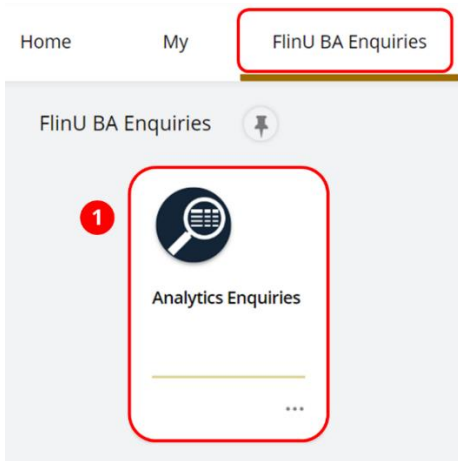 Home My FlinU BA Enquiries
FlinU BA Enquiries
1
Analytics Enquiries
...